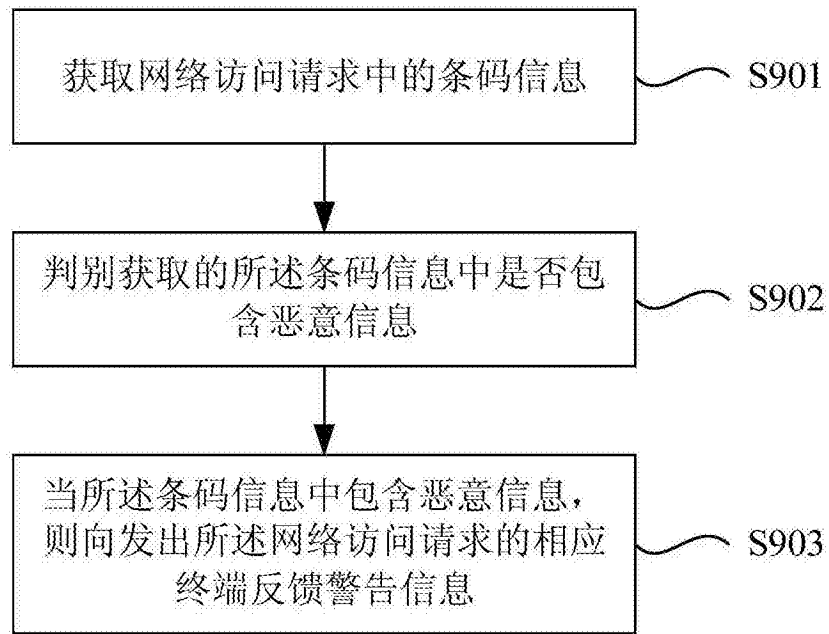 获取网络访问请求中的条码信息
S901
判别获取的所述条码信息中是否包
含恶意信息
S902
当所述条码信息中包含恶意信息，
则向发出所述网络访问请求的相应
终端反馈警告信息
S903